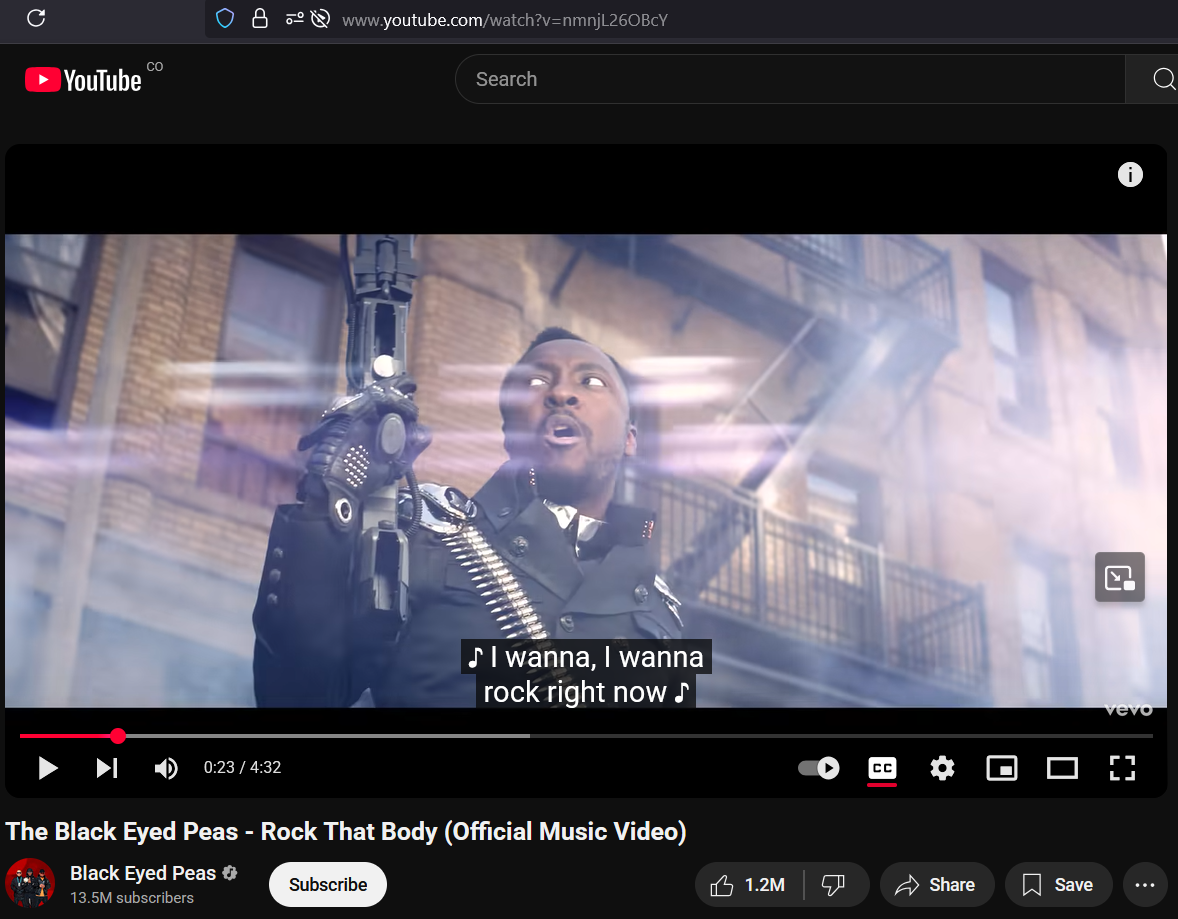 www.youtube.com/watch?v=nmnjL26OBcY
YouTube CO
Search
♪ I wanna, I wanna
rock right now ♪
vevo
0:23 / 4:32
CC
The Black Eyed Peas - Rock That Body (Official Music Video)
Black Eyed Peas
13.5M subscribers
Subscribe
1.2M
Share
Save